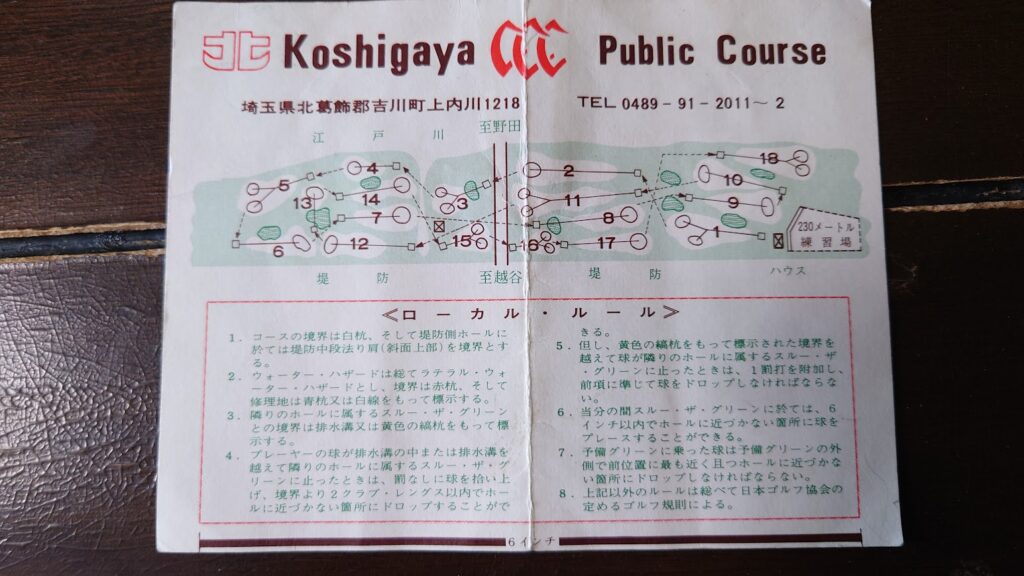 北 Koshigaya CCC Public Course
埼玉県北葛飾郡吉川町上内川1218 TEL 0489-91-2011~2
江戸川 至野田
4 2 18
5 14 13 3 11 10
7 8 9
6 12 15 16 17 1
230メートル
練習場
堤防 至越谷 堤防 ハウス
≪ローカル・ルール≫
1. コースの境界は白杭、そして堤防側ホールに
於ては堤防中段法り肩(斜面上部)を境界とす
る。
2. ウォーター・ハザードは総てラテラル・ウォ
ーター・ハザードとし、境界は赤杭、そして
修理地は青杭又は白線をもって標示する。
3. 隣りのホールに属するスルー・ザ・グリーン
との境界は排水溝又は黄色の縞杭をもって標
示する。
4. プレーヤーの球が排水溝の中または排水溝を
越えて隣りのホールに属するスルー・ザ・グ
リーンに止ったときは、罰なしに球を拾い上
げ、境界より2クラブ・レングス以内でホー
ルに近づかない箇所にドロップすることがで
きる。
5. 但し、黄色の縞杭をもって標示された境界を
越えて球が隣りのホールに属するスルー・ザ
・グリーンに止ったときは、1罰打を附加し、
前項に準じて球をドロップしなければならな
い。
6. 当分の間スルー・ザ・グリーンに於ては、6
インチ以内でホールに近づかない箇所に球を
プレースすることができる。
7. 予備グリーンに乗った球は予備グリーンの外
側で前位置に最も近く且つホールに近づかな
い箇所にドロップしなければならない。
8. 上記以外のルールは総べて日本ゴルフ協会の
定めるゴルフ規則による。
6インチ